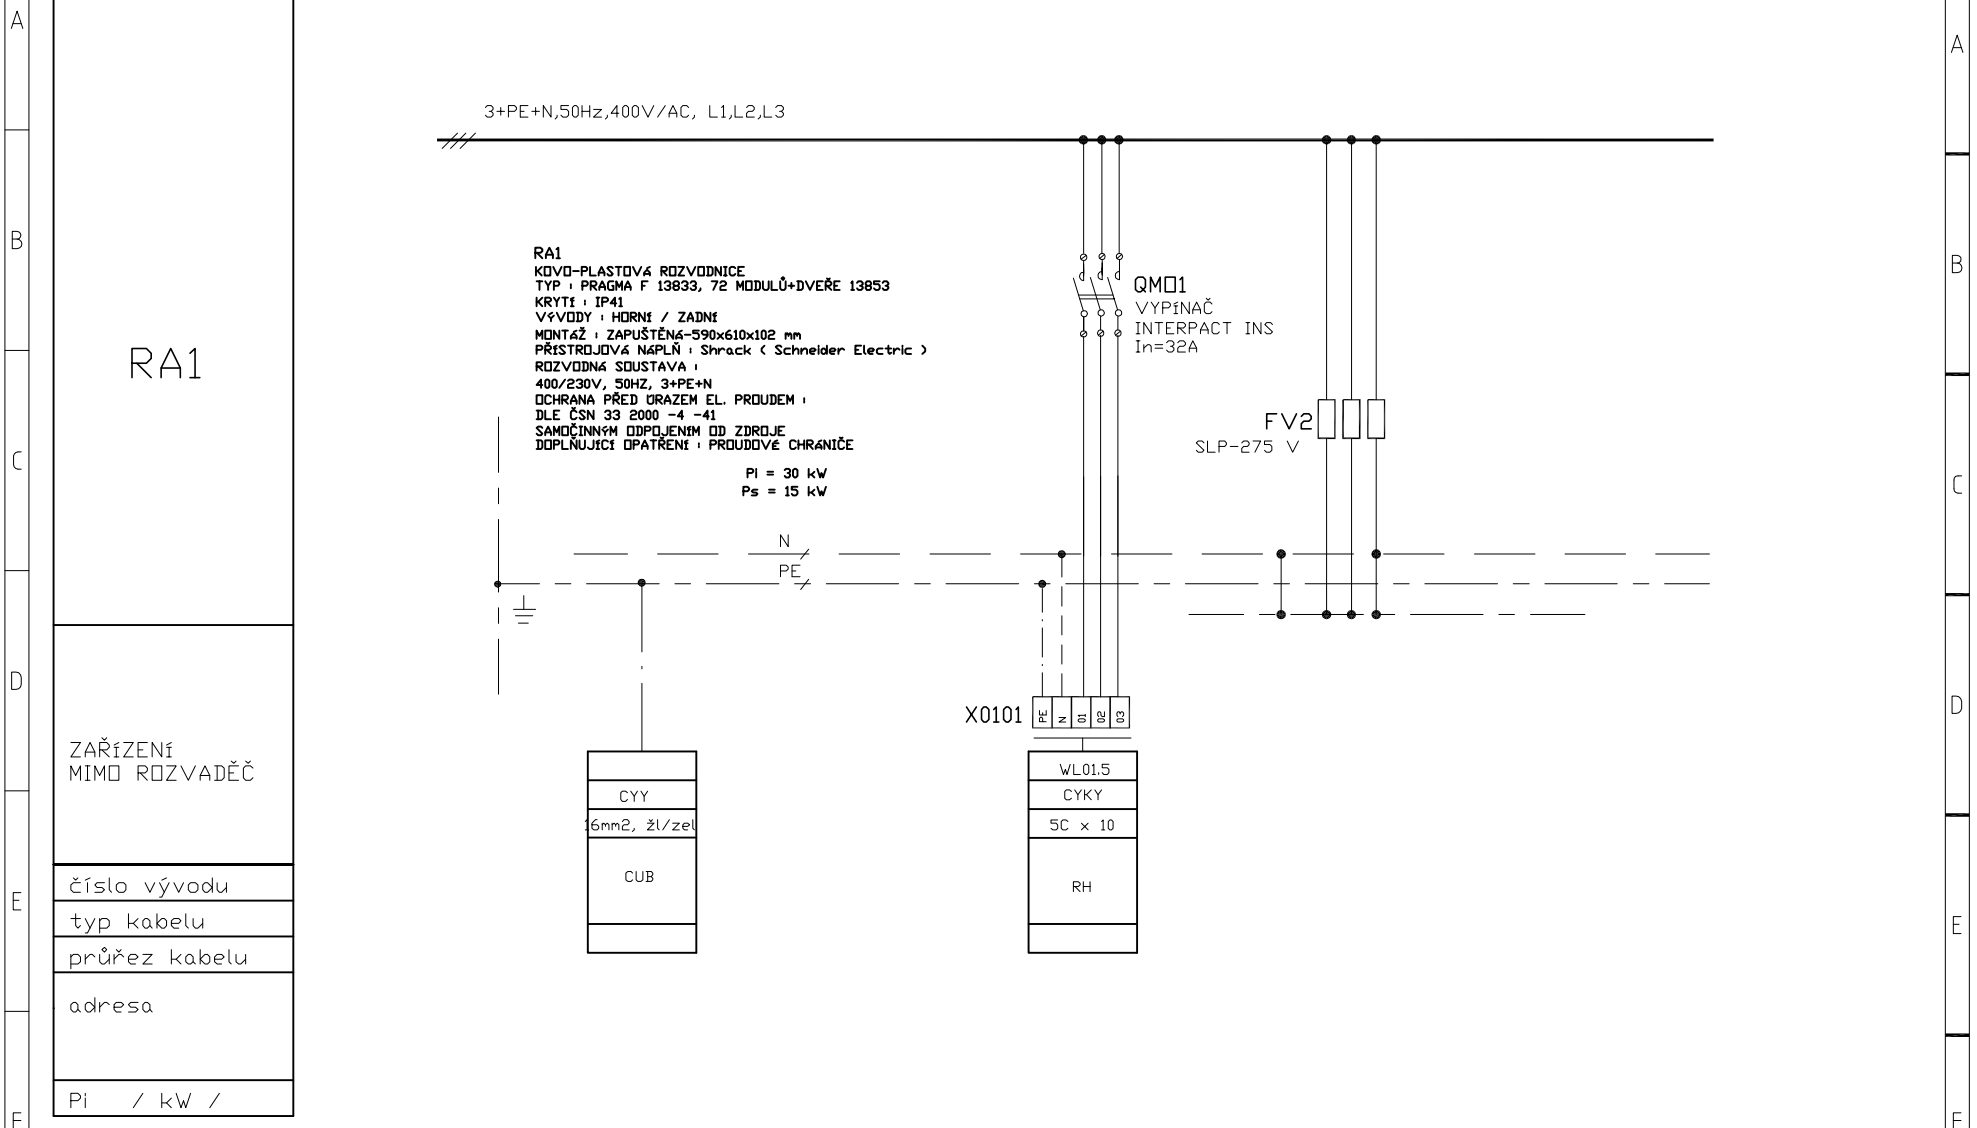 A
A
3+PE+N,50Hz,400V/AC, L1,L2,L3
B
B
RA1
KOVO-PLASTOVÁ ROZVODNICE
TYP : PRAGMA F 13833, 72 MODULŮ+DVEŘE 13853
KRYTÍ : IP41
VÝVODY : HORNÍ / ZADNÍ
MONTÁŽ : ZAPUŠTĚNÁ-590x610x102 mm
PŘÍSTROJOVÁ NÁPLŇ : Shrack ( Schneider Electric )
ROZVODNÁ SOUSTAVA :
400/230V, 50HZ, 3+PE+N
OCHRANA PŘED ÚRAZEM EL. PROUDEM :
DLE ČSN 33 2000 -4 -41
SAMOČINNÝM ODPOJENÍM OD ZDROJE
DOPLŇUJÍCÍ OPATŘENÍ : PROUDOVÉ CHRÁNIČE
Pi = 30 kW
Ps = 15 kW
QM01
VYPÍNAČ
INTERPACT INS
In=32A
RA1
FV2
SLP-275 V
C
C
N
PE
D
D
X0101
PE
N
01
02
03
ZAŘÍZENÍ
MIMO ROZVADĚČ
WL01.5
CYY
CYKY
16mm2, žl/zel
5C x 10
CUB
RH
číslo vývodu
E
E
typ kabelu
průřez kabelu
adresa
Pi / kW /
F
F